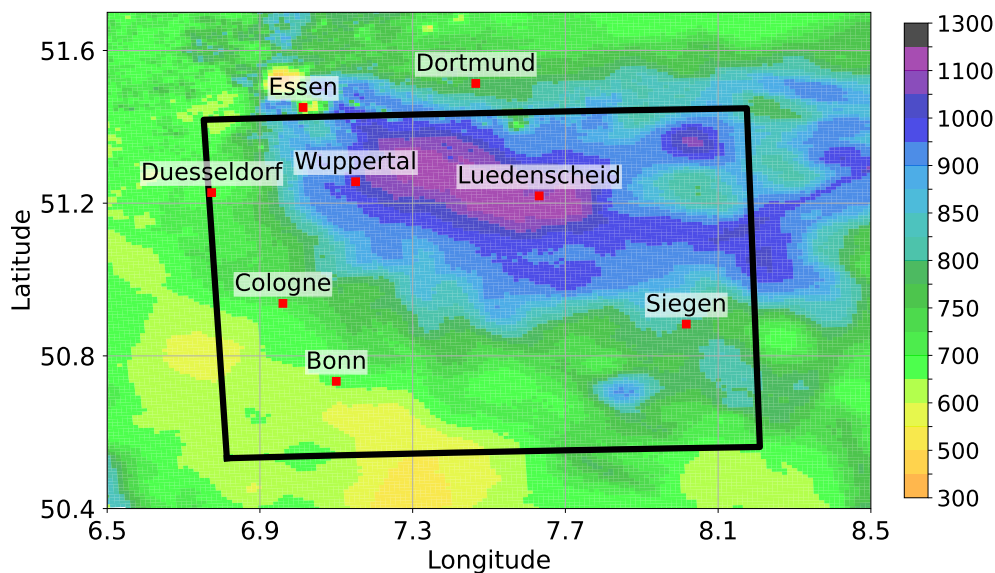 51.6
51.2
50.8
50.4
Latitude
6.5 6.9 7.3 7.7 8.1 8.5
Longitude
Dortmund
Essen
Duesseldorf
Wuppertal
Luedenscheid
Cologne
Siegen
Bonn
1300
1100
1000
900
850
800
750
700
600
500
300